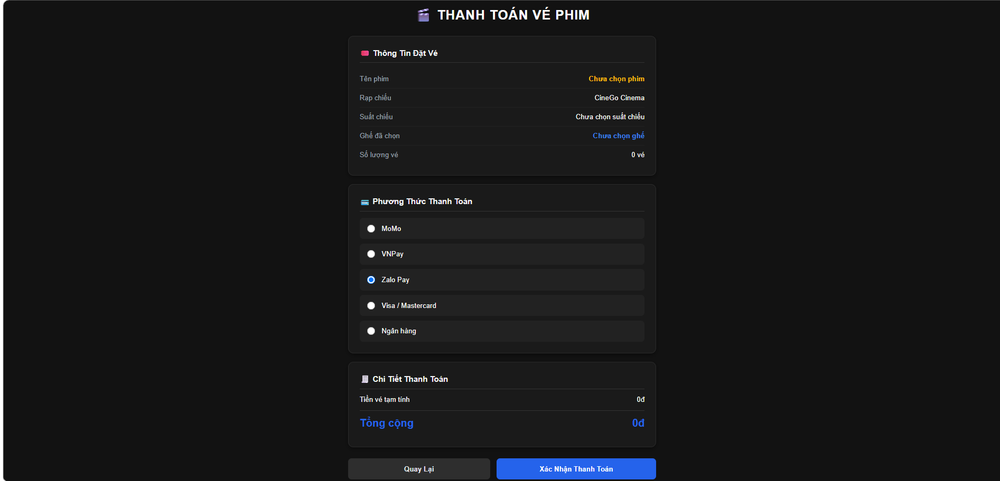 THANH TOÁN VÉ PHIM
Thông Tin Đặt Vé
Tên phim Chưa chọn phim
Rạp chiếu CineGo Cinema
Suất chiếu Chưa chọn suất chiếu
Ghế đã chọn Chưa chọn ghế
Số lượng vé 0 vé
Phương Thức Thanh Toán
MoMo
VNPay
Zalo Pay
Visa / Mastercard
Ngân hàng
Chi Tiết Thanh Toán
Tiền vé tạm tính 0đ
Tổng cộng 0đ
Quay Lại Xác Nhận Thanh Toán